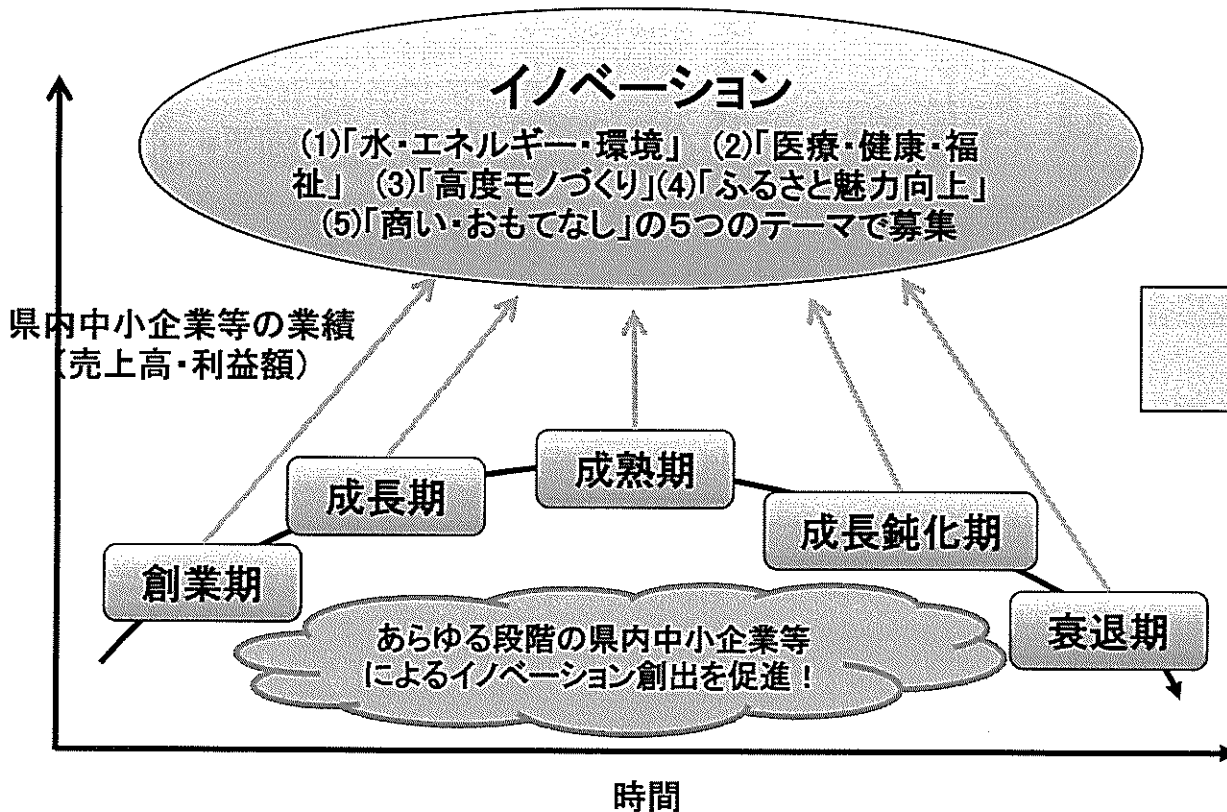 イノベーション
(1)「水・エネルギー・環境」 (2)「医療・健康・福
祉」 (3)「高度モノづくり」(4)「ふるさと魅力向上」
(5)「商い・おもてなし」の５つのテーマで募集
県内中小企業等の業績
(売上高・利益額)
成熟期
成長期
成長鈍化期
創業期
衰退期
あらゆる段階の県内中小企業等
によるイノベーション創出を促進！
時間